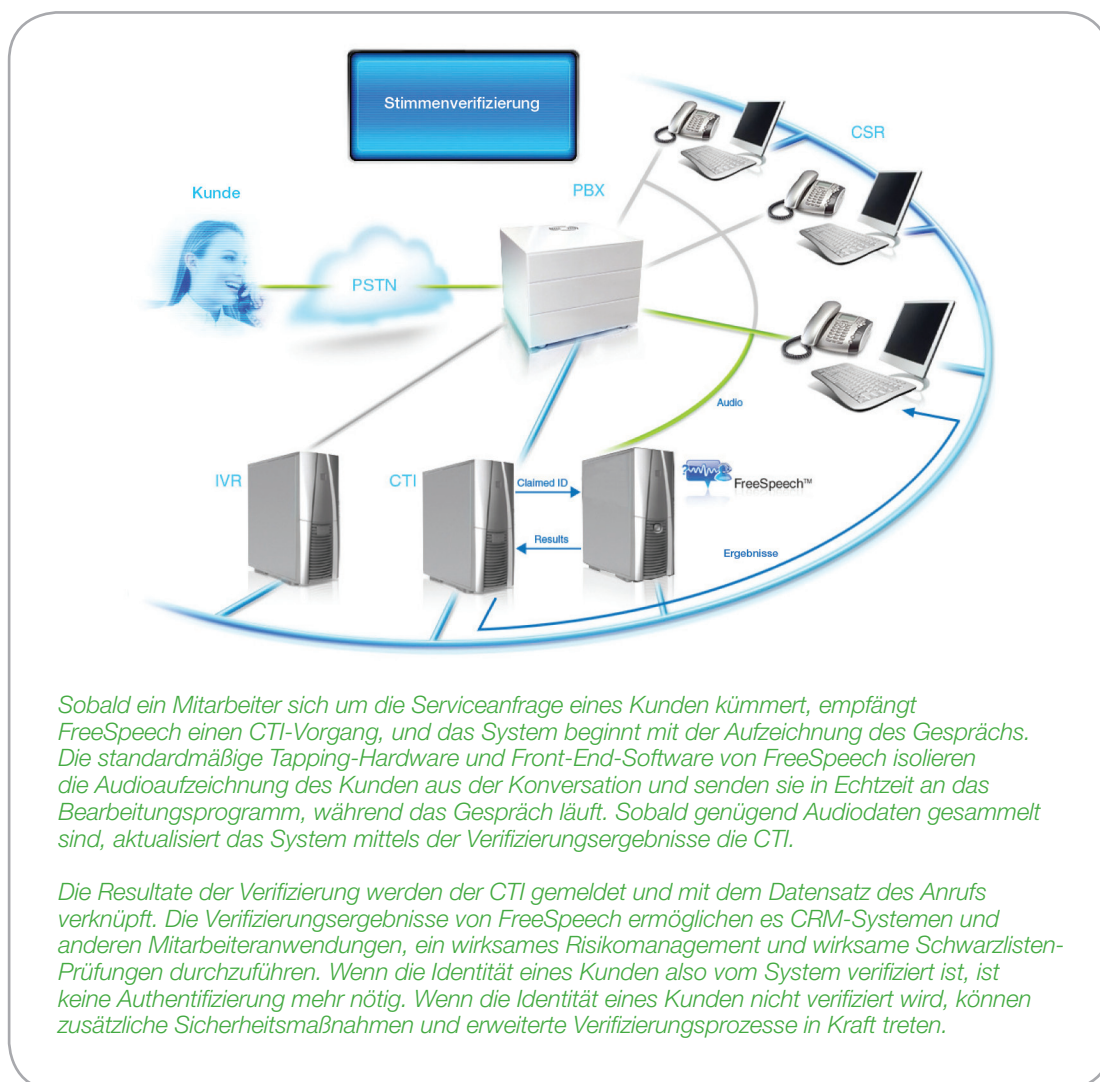 Stimmenverifizierung
CSR
Kunde
PBX
PSTN
Audio
IVR
CTI
Claimed ID
FreeSpeech™
Results
Ergebnisse
Sobald ein Mitarbeiter sich um die Serviceanfrage eines Kunden kümmert, empfängt
FreeSpeech einen CTI-Vorgang, und das System beginnt mit der Aufzeichnung des Gesprächs.
Die standardmäßige Tapping-Hardware und Front-End-Software von FreeSpeech isolieren
die Audioaufzeichnung des Kunden aus der Konversation und senden sie in Echtzeit an das
Bearbeitungsprogramm, während das Gespräch läuft. Sobald genügend Audiodaten gesammelt
sind, aktualisiert das System mittels der Verifizierungsergebnisse die CTI.
Die Resultate der Verifizierung werden der CTI gemeldet und mit dem Datensatz des Anrufs
verknüpft. Die Verifizierungsergebnisse von FreeSpeech ermöglichen es CRM-Systemen und
anderen Mitarbeiteranwendungen, ein wirksames Risikomanagement und wirksame Schwarzlisten-
Prüfungen durchzuführen. Wenn die Identität eines Kunden also vom System verifiziert ist, ist
keine Authentifizierung mehr nötig. Wenn die Identität eines Kunden nicht verifiziert wird, können
zusätzliche Sicherheitsmaßnahmen und erweiterte Verifizierungsprozesse in Kraft treten.